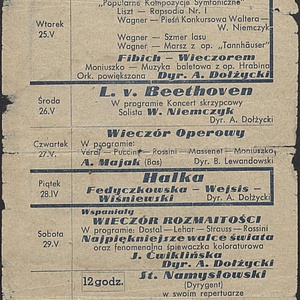 "Popularne Kompozycje Symfoniczne"
Liszt — Rapsodia Nr. I
Wtorek
25.V
Wagner — Pieśń Konkursowa Waltera —
W. Niemczyk
Wagner — Szmer lasu
Wagner — Marsz z op. „Tannhäuser"
Fibich — Wieczorem
Moniuszko — Muzyka baletowa z op. Hrabina
Ork. powiększona Dyr. A. Dołżycki
Środa
26.V
L. v. Beethoven
W programie Koncert skrzypcowy
Solista W. Niemczyk
Dyr. A. Dołżycki
Czwartek
27.V
Wieczór Operowy
W programie:
Verdi — Puccini — Rossini — Massenet — Moniuszko
A. Majak (Bas) Dyr. B. Lewandowski
Piątek
28.IV
Halka
Fedyczkowska — Wejsis —
Wiśniewski Dyr. A. Dołżycki
Sobota
29.V
Wspaniały
WIECZÓR ROZMAITOŚCI
W programie: Dostal — Lehar — Strauss — Rossini
Najpiękniejsze walce świata
oraz fenomenalna śpiewaczka koloraturowa
J. Ćwiklińska
Dyr. A. Dołżycki
12 godz.
St. Namysłowski
(Dyrygent)
w swoim repertuarze